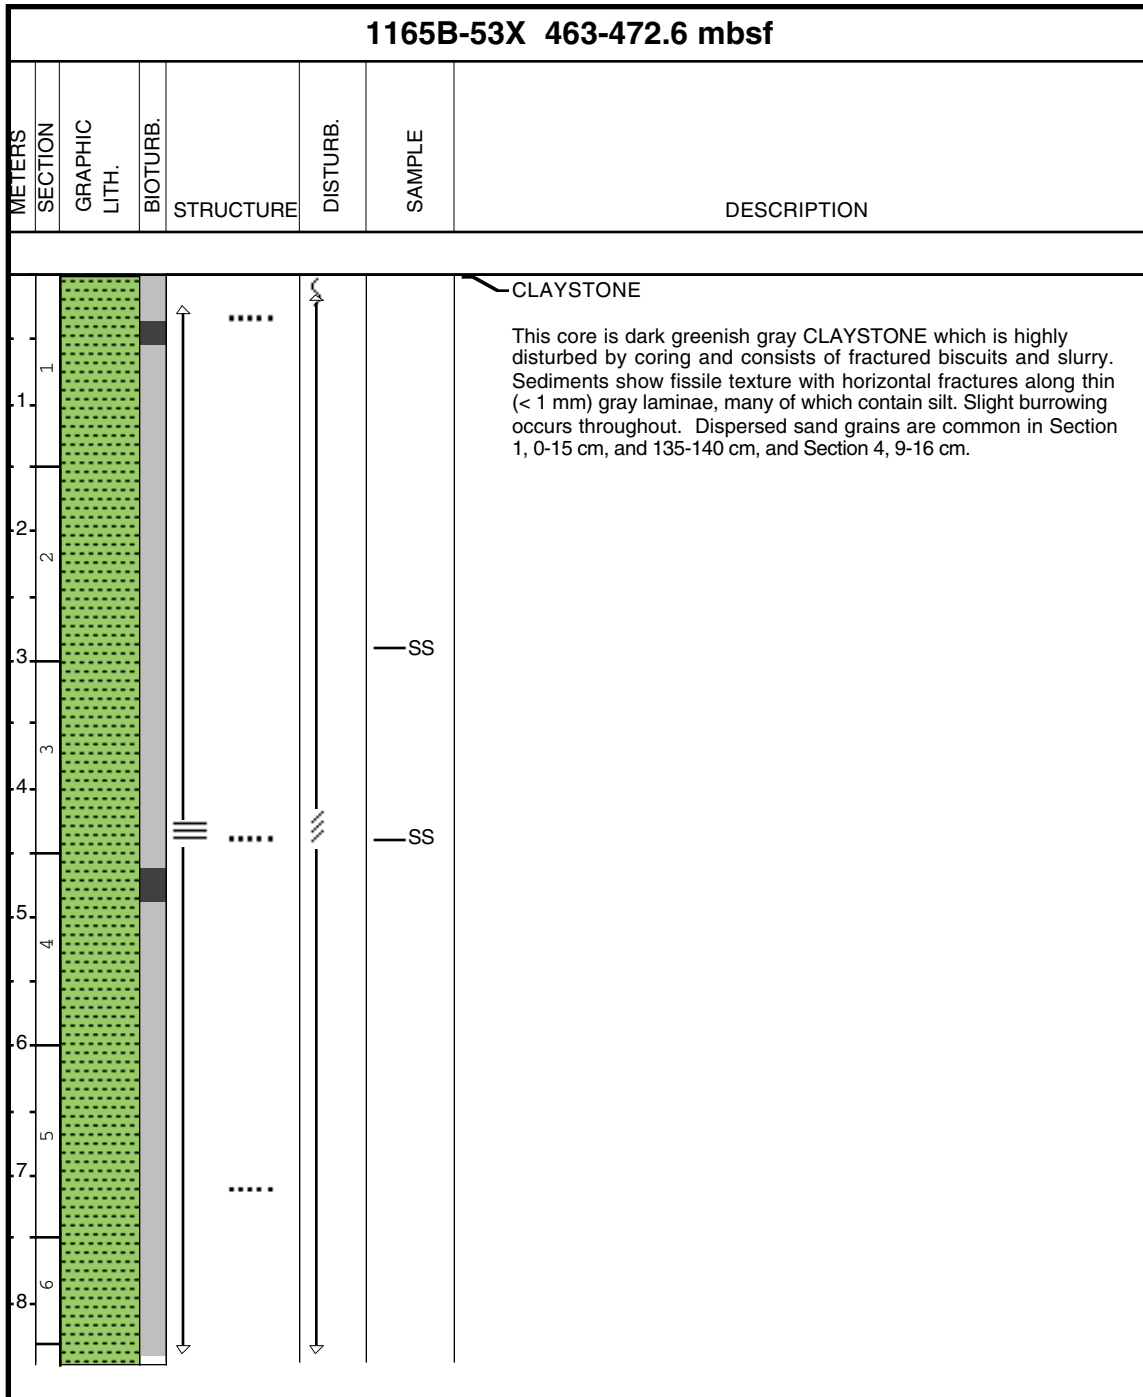 1165B-53X 463-472.6 mbsf
METERS
SECTION
GRAPHIC
LITH.
BIOTURB.
STRUCTURE
DISTURB.
SAMPLE
DESCRIPTION
CLAYSTONE
This core is dark greenish gray CLAYSTONE which is highly
disturbed by coring and consists of fractured biscuits and slurry.
Sediments show fissile texture with horizontal fractures along thin
(< 1 mm) gray laminae, many of which contain silt. Slight burrowing
occurs throughout. Dispersed sand grains are common in Section
1, 0-15 cm, and 135-140 cm, and Section 4, 9-16 cm.
1
1
2
2
SS
3
3
4
SS
5
4
6
5
7
6
8